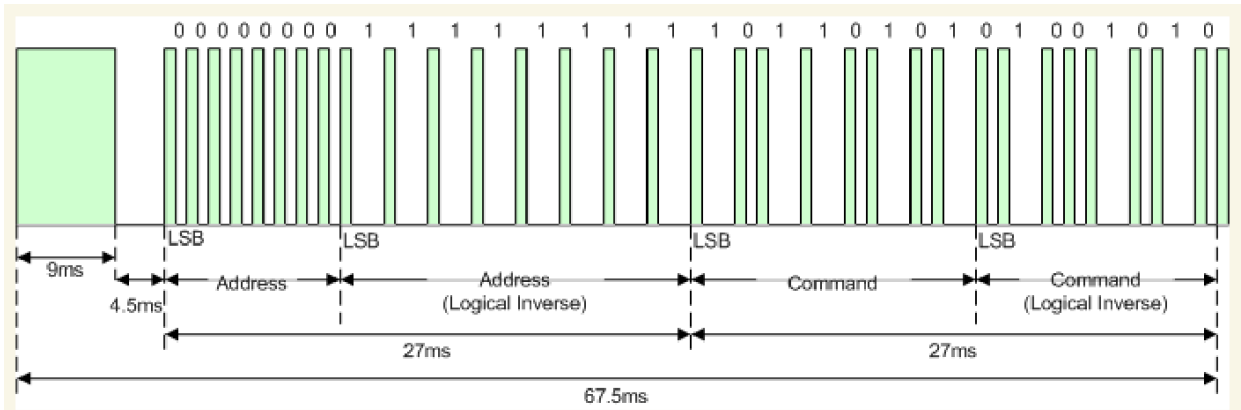 0 0 0 0 0 0 0 0 1 1 1 1 1 1 1 1 1 0 1 1 0 1 0 1 0 1 0 0 1 0 1 0
LSB LSB LSB LSB
9ms
4.5ms
Address
Address
(Logical Inverse)
Command
Command
(Logical Inverse)
27ms 27ms
67.5ms